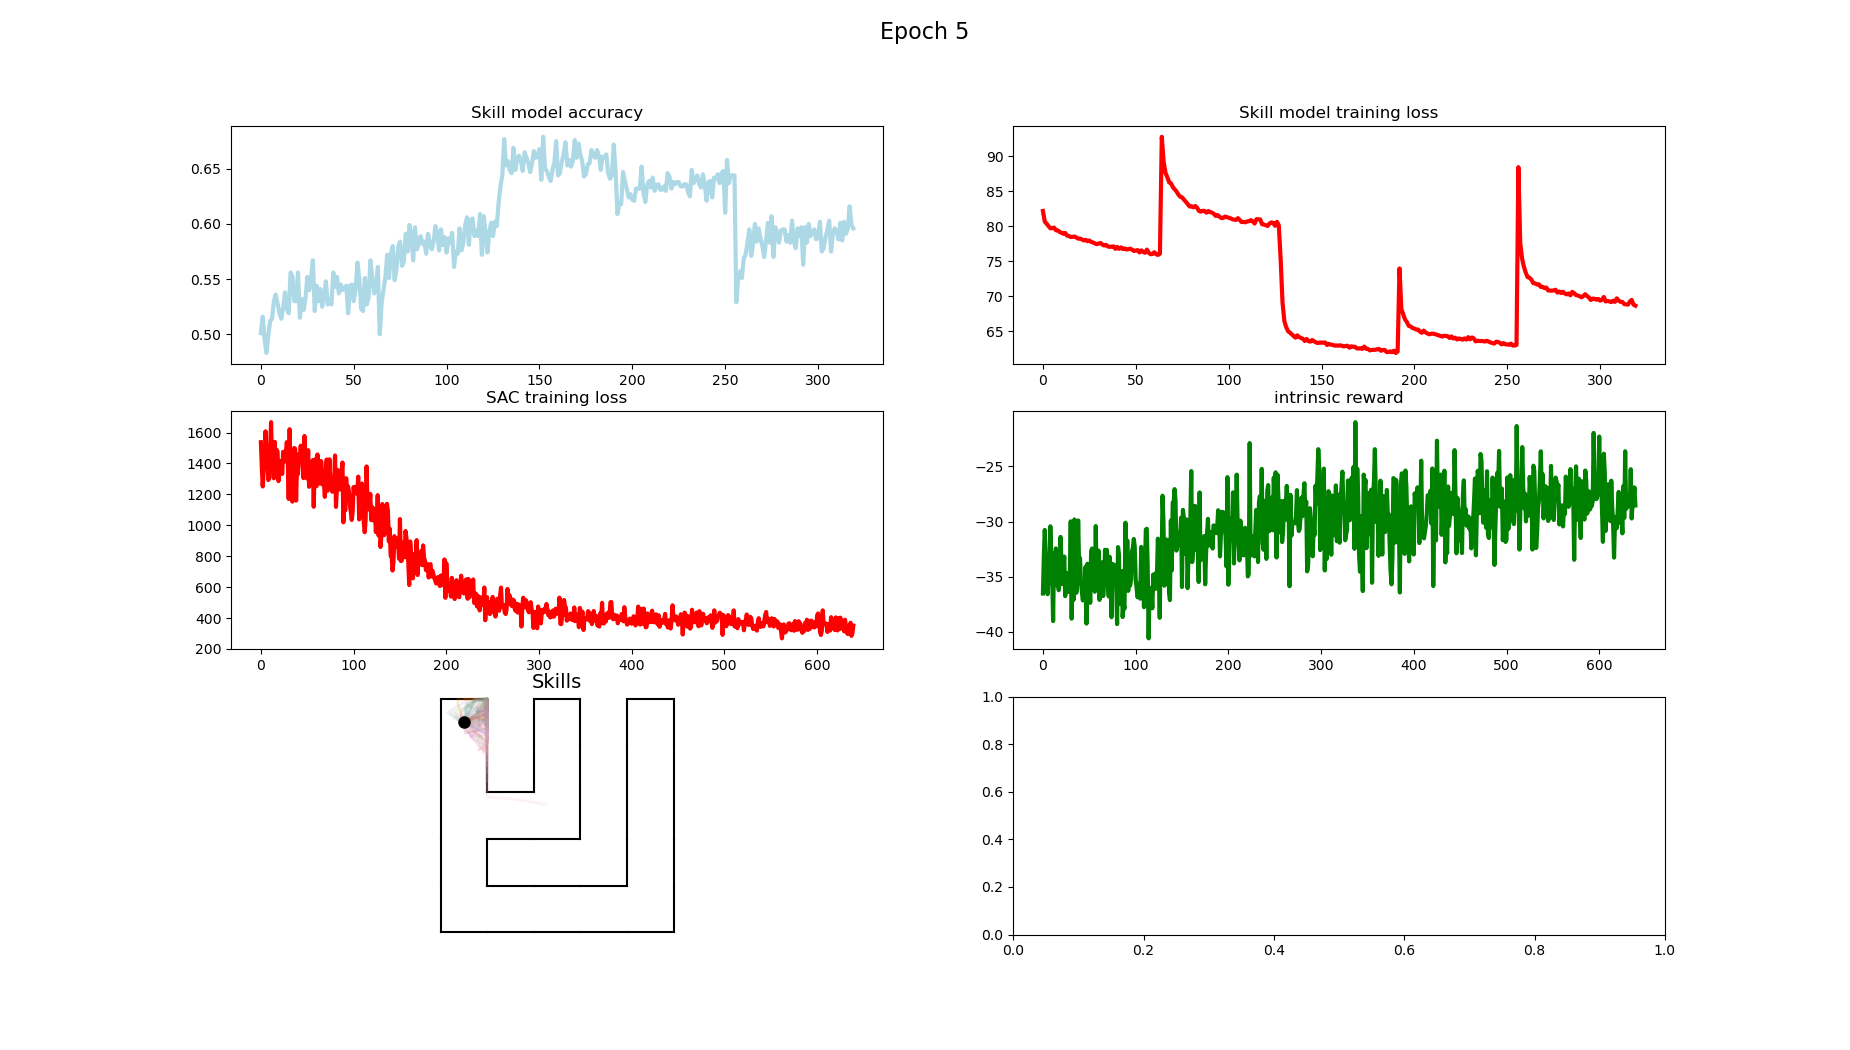 Epoch 5
Skill model accuracy
0.65
0.60
0.55
0.50
0 50 100 150 200 250 300
Skill model training loss
90
85
80
75
70
65
0 50 100 150 200 250 300
SAC training loss
1600
1400
1200
1000
800
600
400
200
0 100 200 300 400 500 600
intrinsic reward
−25
−30
−35
−40
0 100 200 300 400 500 600
Skills
1.0
0.8
0.6
0.4
0.2
0.0
0.0 0.2 0.4 0.6 0.8 1.0